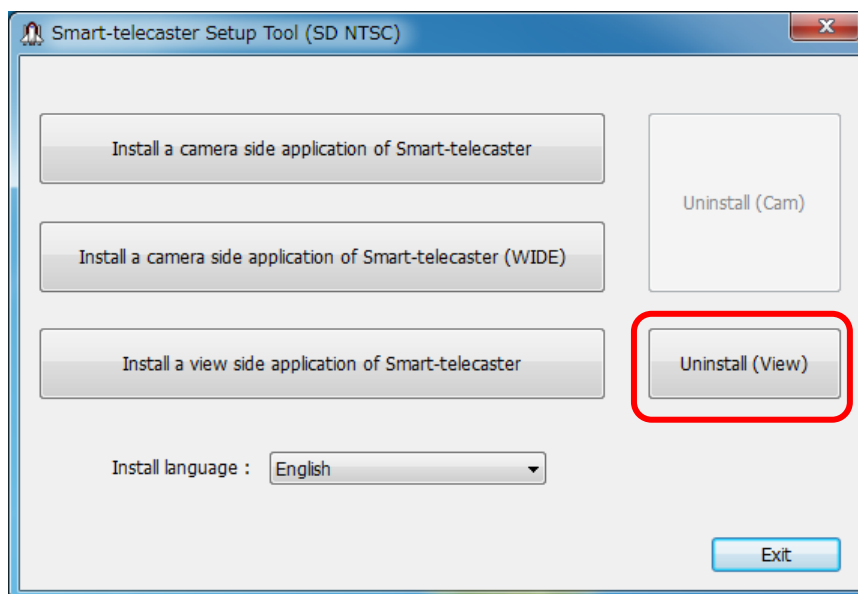 Smart-telecaster Setup Tool (SD NTSC)
Install a camera side application of Smart-telecaster
Uninstall (Cam)
Install a camera side application of Smart-telecaster (WIDE)
Install a view side application of Smart-telecaster
Uninstall (View)
Install language :
English
Exit